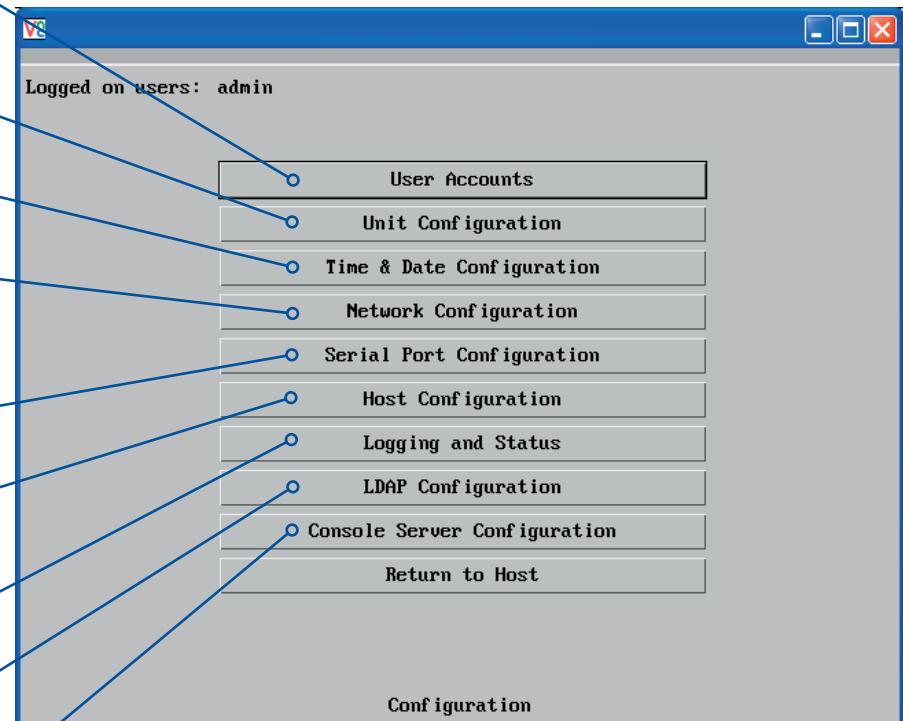 Logged on users: admin
User Accounts
Unit Configuration
Time & Date Configuration
Network Configuration
Serial Port Configuration
Host Configuration
Logging and Status
LDAP Configuration
Console Server Configuration
Return to Host
Configuration